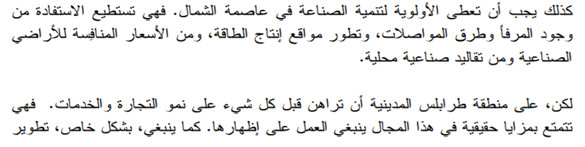 كذلك يجب أن تعطى الأولوية لتنمية الصناعة في عاصمة الشمال. فهي تستطيع الاستفادة من
وجود المرفأ وطرق المواصلات، وتطور مواقع إنتاج الطاقة، ومن الأسعار المنافِسة للأراضي
الصناعية ومن تقاليد صناعية محلية.
لكن، على منطقة طرابلس المدينية أن تراهن قبل كل شيء على نمو التجارة والخدمات. فهي
تتمتع بمزايا حقيقية في هذا المجال ينبغي العمل على إظهارها. كما ينبغي، بشكل خاص، تطوير